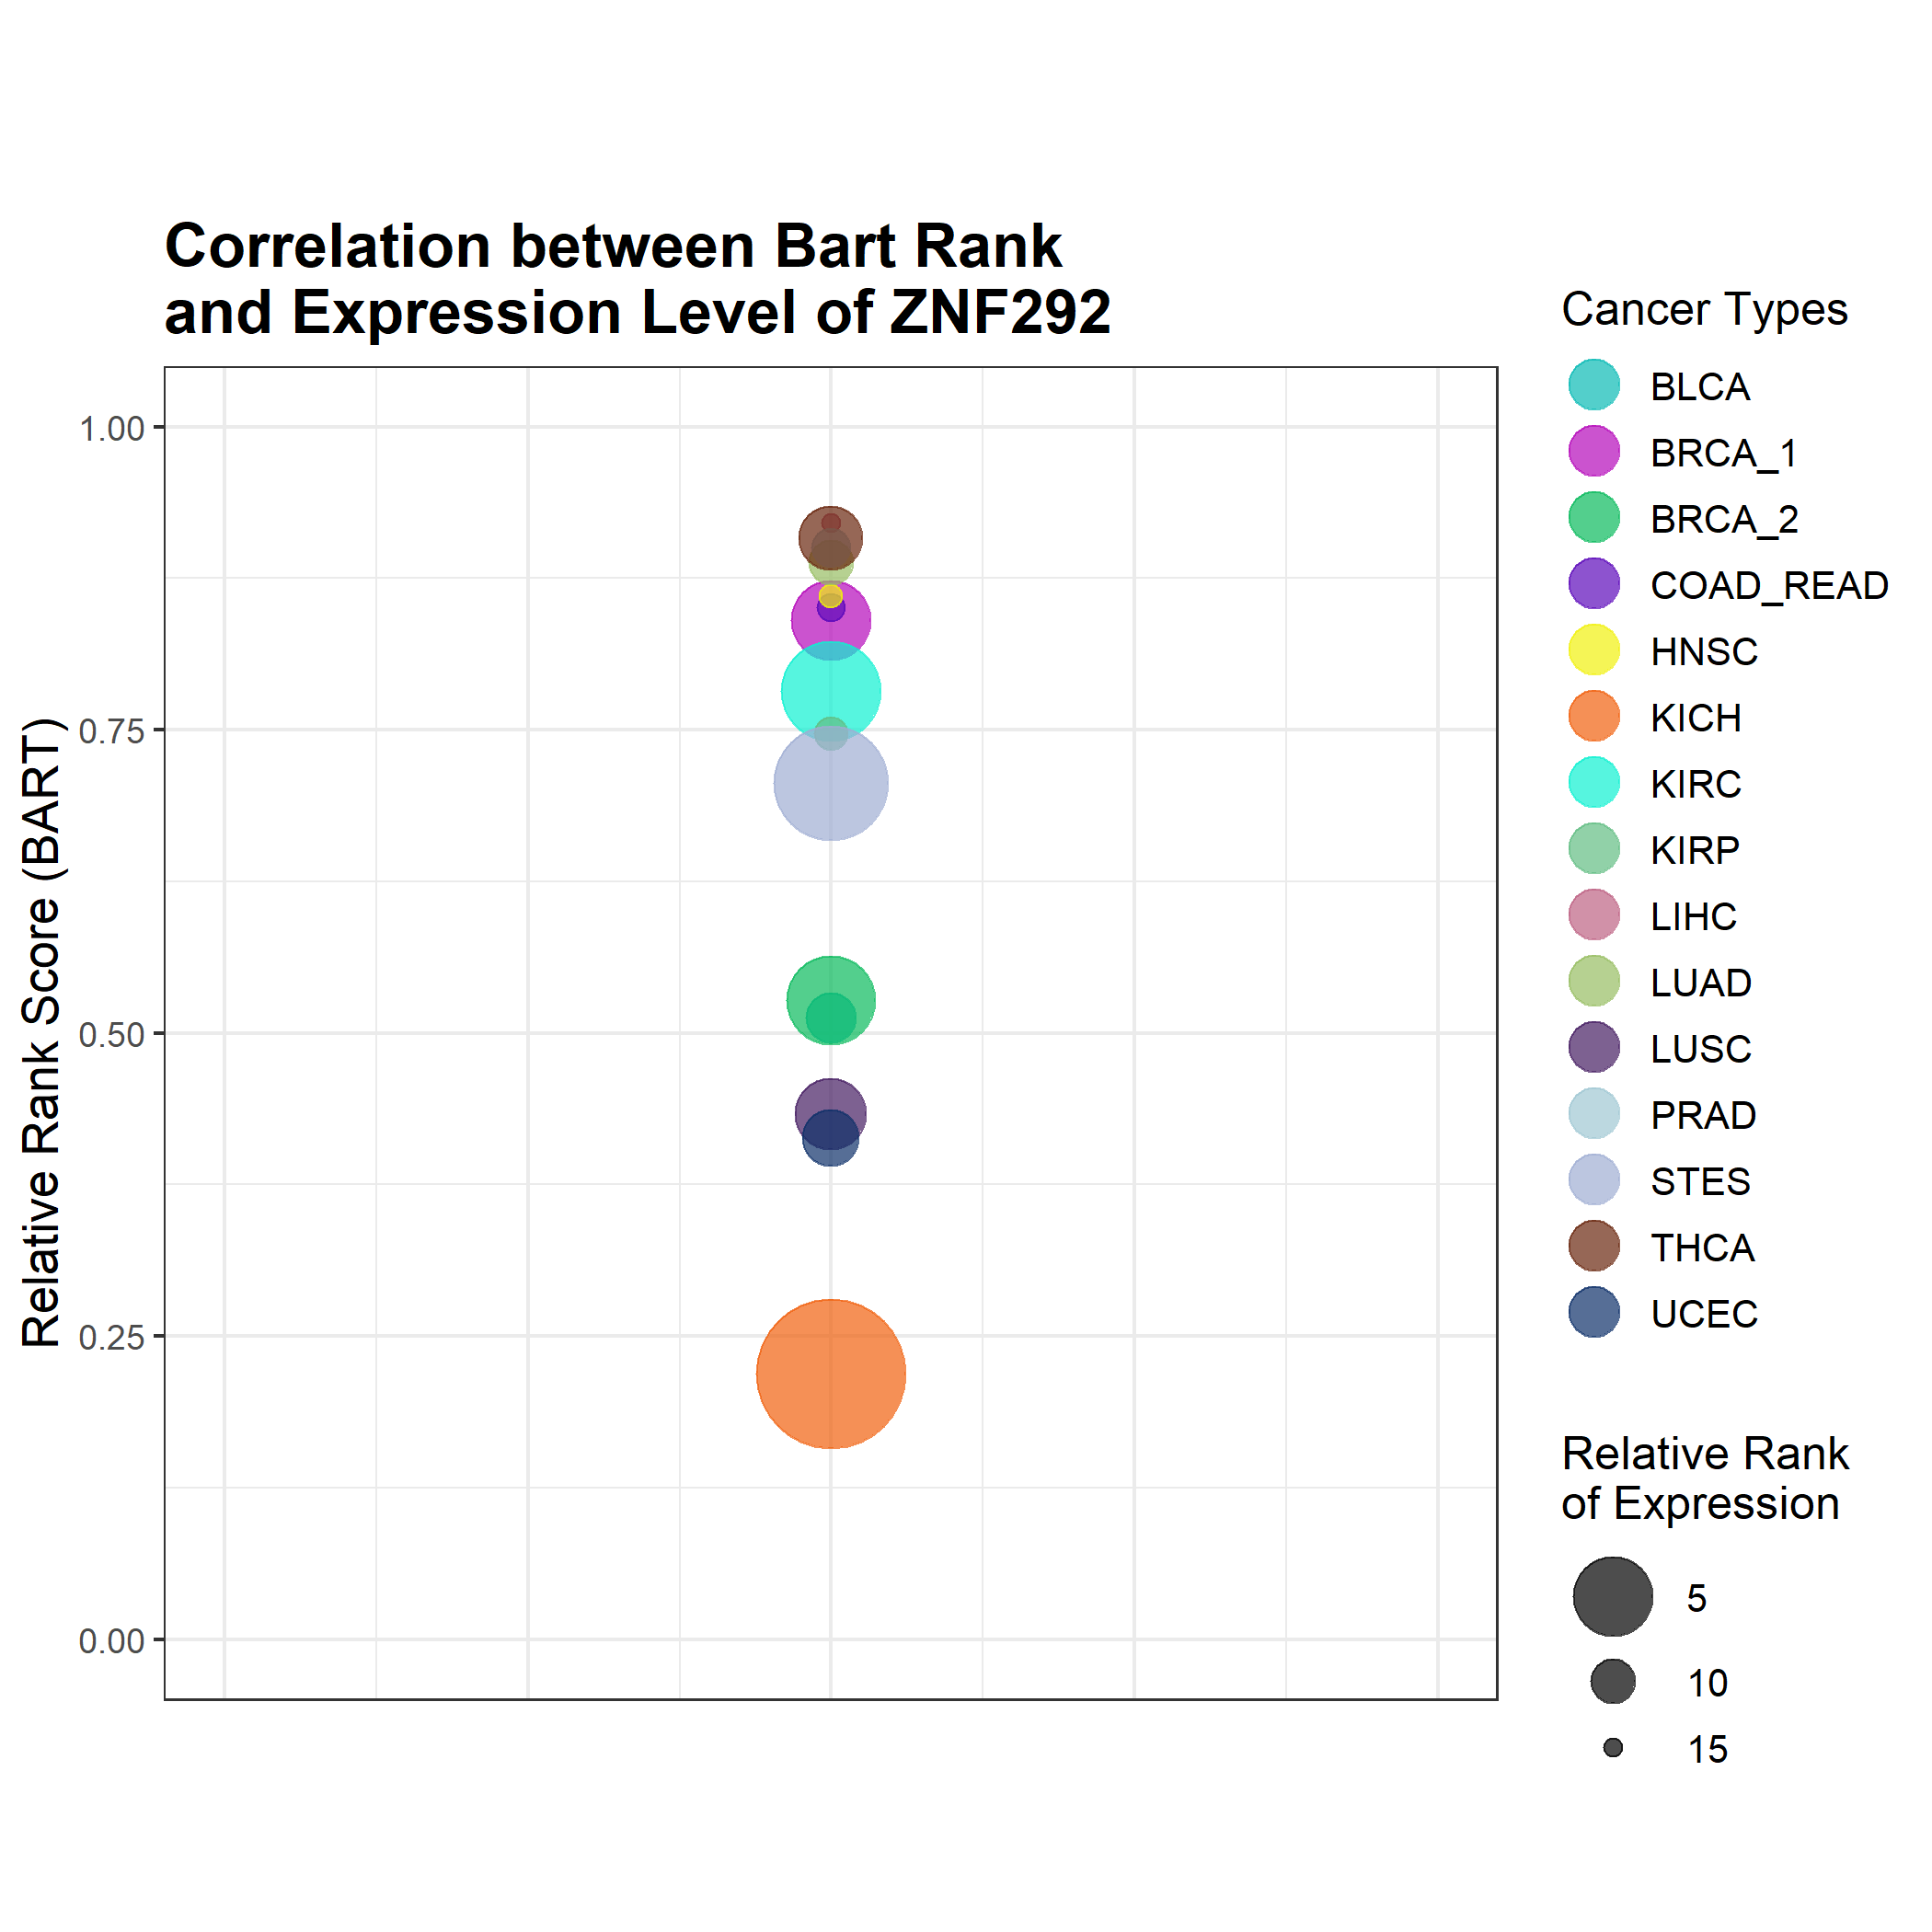 Correlation between Bart Rank
and Expression Level of ZNF292
Relative Rank Score (BART)
1.00
0.75
0.50
0.25
0.00
Cancer Types
BLCA
BRCA_1
BRCA_2
COAD_READ
HNSC
KICH
KIRC
KIRP
LIHC
LUAD
LUSC
PRAD
STES
THCA
UCEC
Relative Rank
of Expression
5
10
15